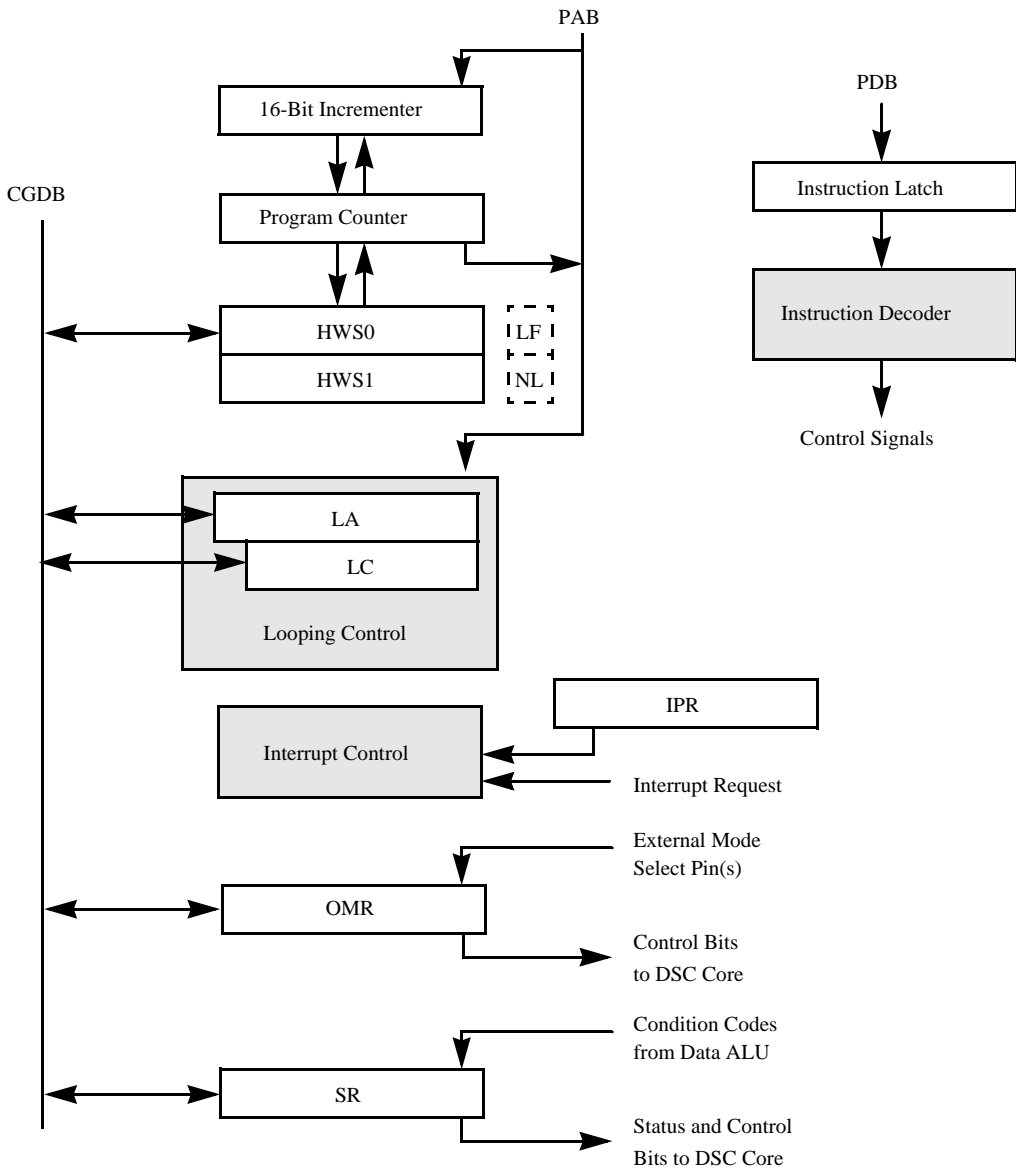 PAB
16-Bit Incrementer
PDB
CGDB
Instruction Latch
Program Counter
Instruction Decoder
HWS0
LF
HWS1
NL
Control Signals
LA
LC
Looping Control
IPR
Interrupt Control
Interrupt Request
External Mode
Select Pin(s)
OMR
Control Bits
to DSC Core
Condition Codes
from Data ALU
SR
Status and Control
Bits to DSC Core